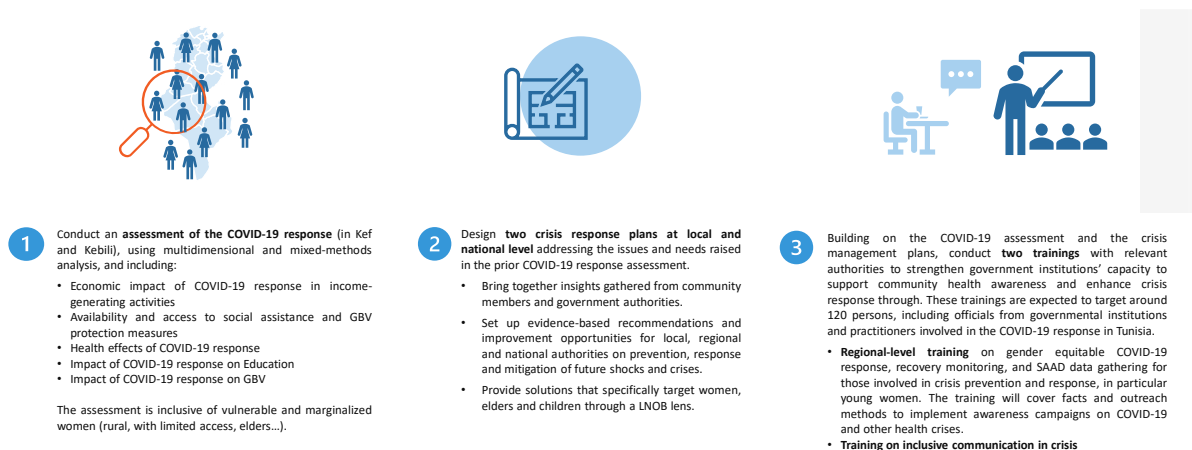 1
Conduct an assessment of the COVID-19 response (in Kef
and Kebili), using multidimensional and mixed-methods
analysis, and including:
• Economic impact of COVID-19 response in income-
generating activities
• Availability and access to social assistance and GBV
protection measures
• Health effects of COVID-19 response
• Impact of COVID-19 response on Education
• Impact of COVID-19 response on GBV
The assessment is inclusive of vulnerable and marginalized
women (rural, with limited access, elders…).
2
Design two crisis response plans at local and
national level addressing the issues and needs raised
in the prior COVID-19 response assessment.
• Bring together insights gathered from community
members and government authorities.
• Set up evidence-based recommendations and
improvement opportunities for local, regional
and national authorities on prevention, response
and mitigation of future shocks and crises.
• Provide solutions that specifically target women,
elders and children through a LNOB lens.
3
Building on the COVID-19 assessment and the crisis
management plans, conduct two trainings with relevant
authorities to strengthen government institutions' capacity to
support community health awareness and enhance crisis
response through. These trainings are expected to target around
120 persons, including officials from governmental institutions
and practitioners involved in the COVID-19 response in Tunisia.
• Regional-level training on gender equitable COVID-19
response, recovery monitoring, and SAAD data gathering for
those involved in crisis prevention and response, in particular
young women. The training will cover facts and outreach
methods to implement awareness campaigns on COVID-19
and other health crises.
• Training on inclusive communication in crisis